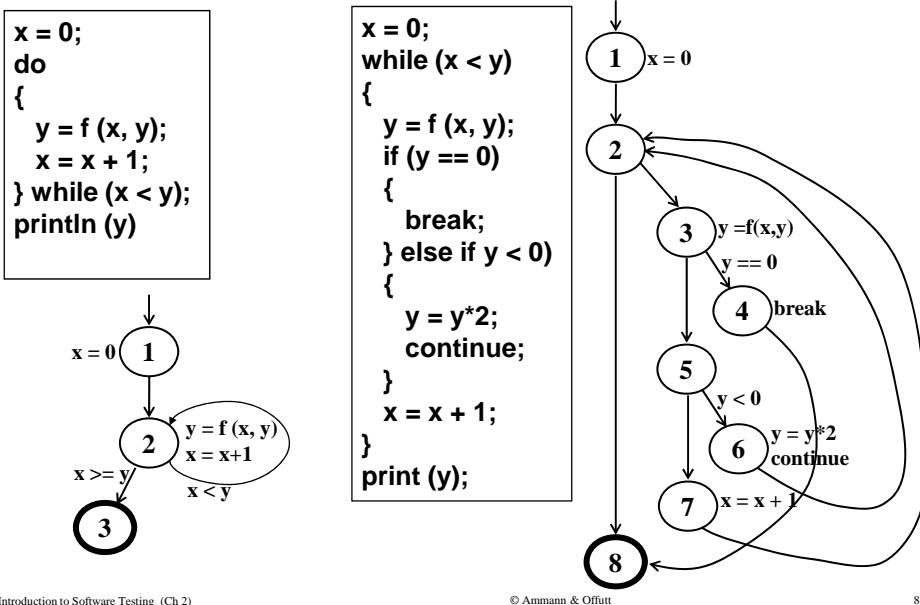 x = 0;
do
{
y = f (x, y);
x = x + 1;
} while (x < y);
println (y)
1
x = 0
2
y = f (x, y)
x = x+1
x >= y
x < y
3
x = 0;
while (x < y)
{
y = f (x, y);
if (y == 0)
{
break;
} else if y < 0)
{
y = y*2;
continue;
}
x = x + 1;
}
print (y);
1
x = 0
2
3
y =f(x,y)
y == 0
4
break
5
y < 0
6
y = y*2
continue
7
x = x + 1
8
Introduction to Software Testing (Ch 2)
© Ammann & Offutt
8